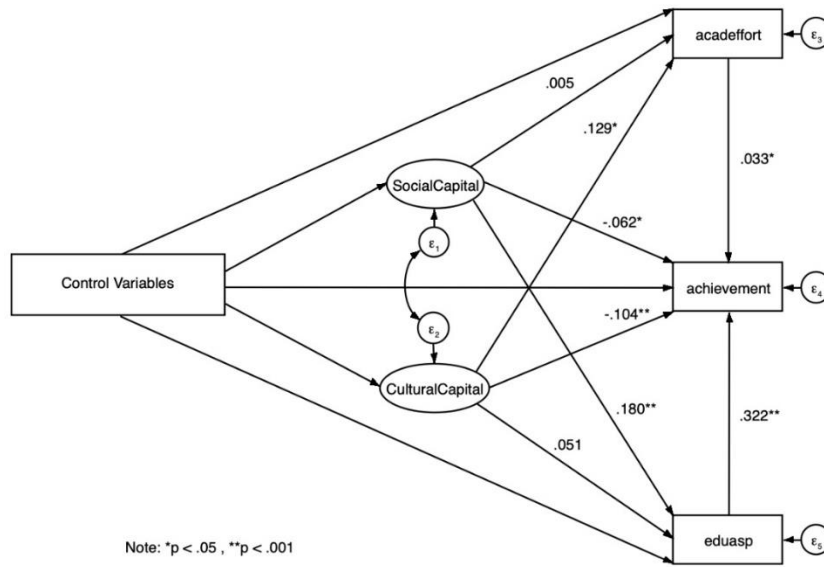 acadeffort
ε3
.005
.129*
.033*
SocialCapital
-.062*
ε1
Control Variables
achievement
ε4
ε2
-.104**
CulturalCapital
.180**
.322**
.051
eduasp
ε5
Note: *p < .05 , **p < .001